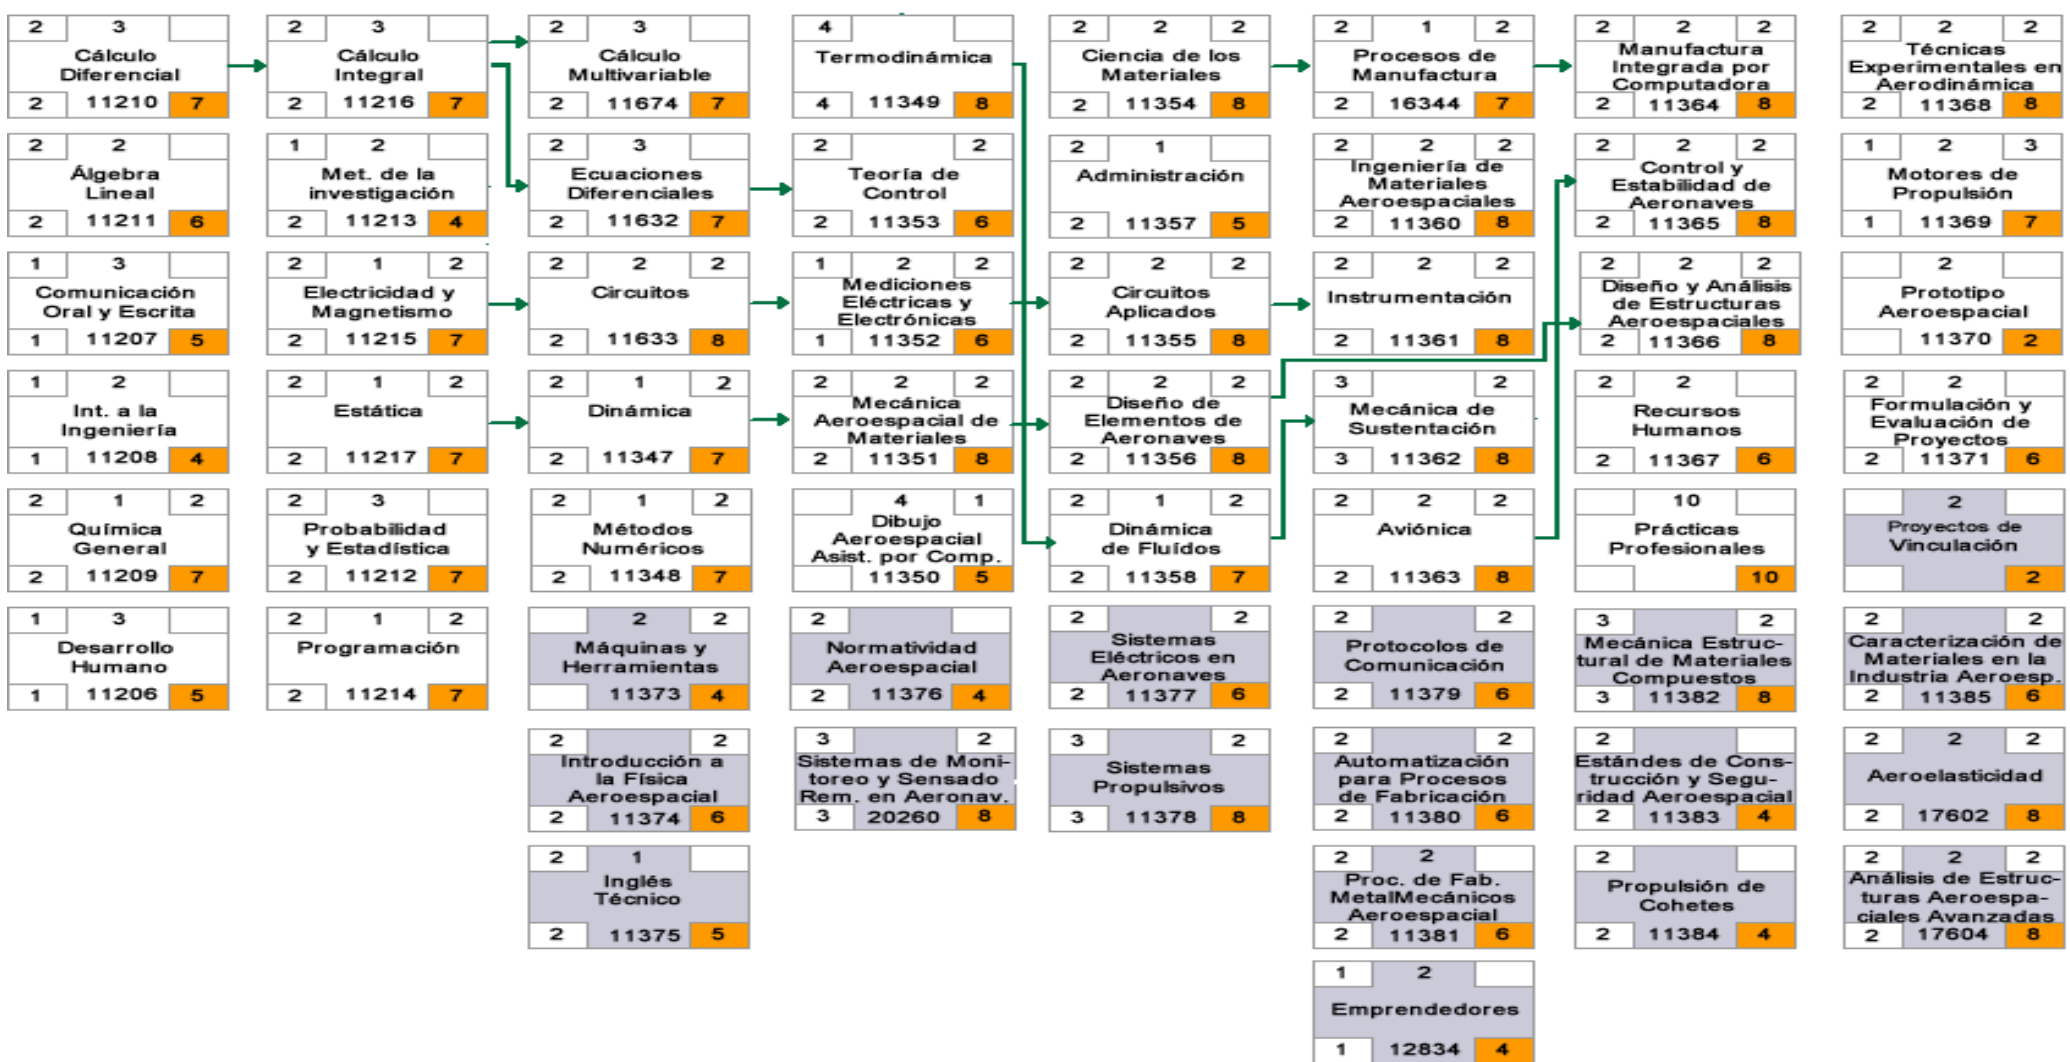 2 3
Cálculo
Diferencial
2 11210 7
2 3
Cálculo
Integral
2 11216 7
2 3
Cálculo
Multivariable
2 11674 7
4
Termodinámica
4 11349 8
2 2 2
Ciencia de los
Materiales
2 11354 8
2 1 2
Procesos de
Manufactura
2 16344 7
2 2 2
Manufactura
Integrada por
Computadora
2 11364 8
2 2 2
Técnicas
Experimentales en
Aerodinámica
2 11368 8
2 2
Álgebra
Lineal
2 11211 6
1 2
Met. de la
investigación
2 11213 4
2 3
Ecuaciones
Diferenciales
2 11632 7
2 2
Teoría de
Control
2 11353 6
2 1
Administración
2 11357 5
2 2 2
Ingeniería de
Materiales
Aeroespaciales
2 11360 8
2 2 2
Control y
Estabilidad de
Aeronaves
2 11365 8
1 2 3
Motores de
Propulsión
1 11369 7
1 3
Comunicación
Oral y Escrita
1 11207 5
2 1 2
Electricidad y
Magnetismo
2 11215 7
2 2 2
Circuitos
2 11633 8
1 2 2
Mediciones
Eléctricas y
Electrónicas
1 11352 6
2 2 2
Circuitos
Aplicados
2 11355 8
2 2 2
Instrumentación
2 11361 8
2 2 2
Diseño y Análisis
de Estructuras
Aeroespaciales
2 11366 8
2
Prototipo
Aeroespacial
11370 2
1 2
Int. a la
Ingeniería
1 11208 4
2 1 2
Estática
2 11217 7
2 1 2
Dinámica
2 11347 7
2 2 2
Mecánica
Aeroespacial de
Materiales
2 11351 8
2 2 2
Diseño de
Elementos de
Aeronaves
2 11356 8
3 2
Mecánica de
Sustentación
3 11362 8
2 2
Recursos
Humanos
2 11367 6
2 2
Formulación y
Evaluación de
Proyectos
2 11371 6
2 1 2
Química
General
2 11209 7
2 3
Probabilidad
y Estadística
2 11212 7
2 1 2
Métodos
Numéricos
2 11348 7
4 1
Dibujo
Aeroespacial
Asist. por Comp.
11350 5
2 1 2
Dinámica
de Fluídos
2 11358 7
2 2 2
Aviónica
2 11363 8
10
Prácticas
Profesionales
10
2
Proyectos de
Vinculación
2
1 3
Desarrollo
Humano
1 11206 5
2 1 2
Programación
2 11214 7
2 2
Máquinas y
Herramientas
11373 4
2
Normatividad
Aeroespacial
2 11376 4
2 2
Sistemas
Eléctricos en
Aeronaves
2 11377 6
2 2
Protocolos de
Comunicación
2 11379 6
3 2
Mecánica Estruc-
tural de Materiales
Compuestos
3 11382 8
2 2
Caracterización de
Materiales en la
Industria Aeroesp.
2 11385 6
2 2
Introducción a
la Física
Aeroespacial
2 11374 6
3 2
Sistemas de Moni-
toreo y Sensado
Rem. en Aeronav.
3 20260 8
3 2
Sistemas
Propulsivos
3 11378 8
2 2
Automatización
para Procesos
de Fabricación
2 11380 6
2
Estándes de Cons-
trucción y Segu-
ridad Aeroespacial
2 11383 4
2 2 2
Aeroelasticidad
2 17602 8
2 1
Inglés
Técnico
2 11375 5
2 2
Proc. de Fab.
MetalMecánicos
Aeroespacial
2 11381 6
2
Propulsión de
Cohetes
2 11384 4
2 2 2
Análisis de Estruc-
turas Aeroespa-
ciales Avanzadas
2 17604 8
1 2
Emprendedores
1 12834 4